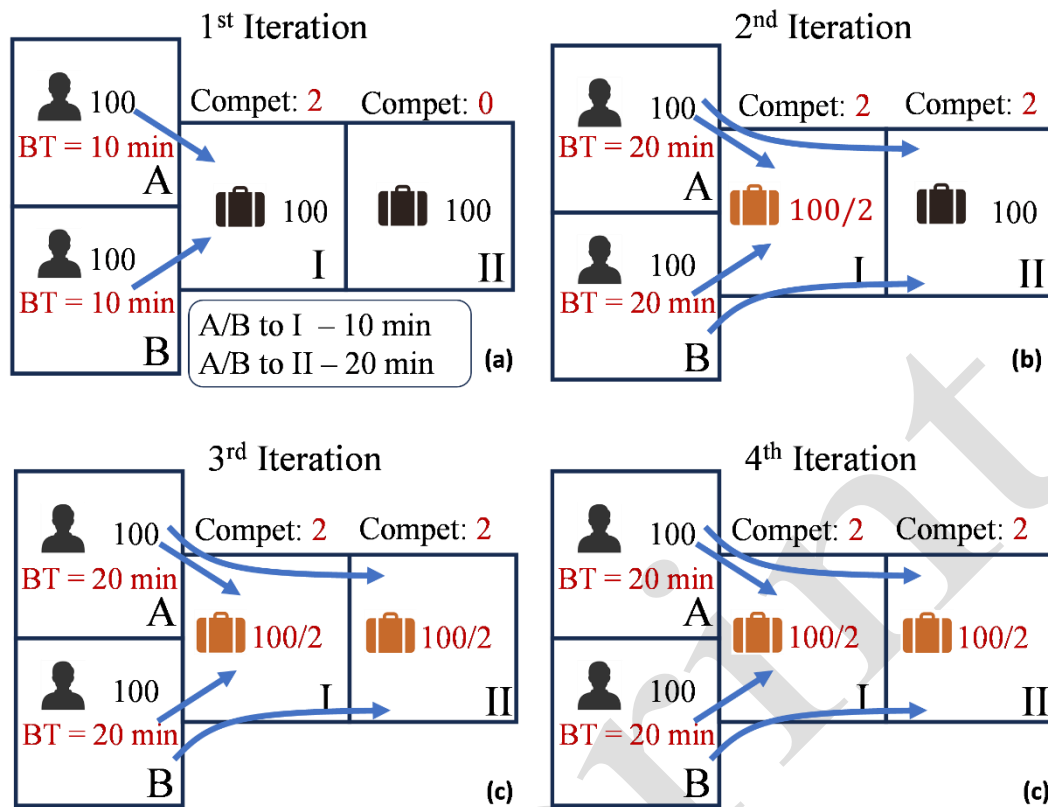 1st Iteration
100
Compet: 2
Compet: 0
BT = 10 min
A
100
100
100
BT = 10 min
I
II
B
A/B to I – 10 min
A/B to II – 20 min
(a)
2nd Iteration
100
Compet: 2
Compet: 2
BT = 20 min
A
100/2
100
100
BT = 20 min
I
II
B
(b)
3rd Iteration
100
Compet: 2
Compet: 2
BT = 20 min
A
100/2
100/2
100
BT = 20 min
I
II
B
(c)
4th Iteration
100
Compet: 2
Compet: 2
BT = 20 min
A
100/2
100/2
100
BT = 20 min
I
II
B
(c)
rint